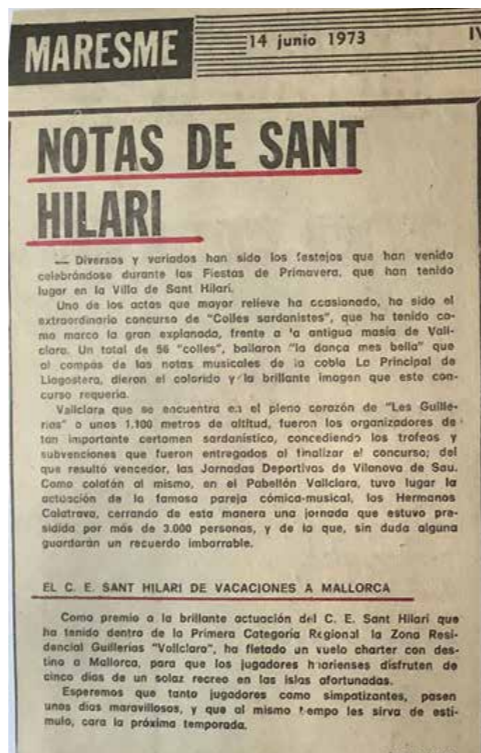 MARESME
14 junio 1973
NOTAS DE SANT
HILARI
— Diversos y variados han sido los festejos que han venido
celebrándose durante las Fiestas de Primavera, que han tenido
lugar en la Villa de Sant Hilari.
Uno de los actos que mayor relieve ha ocasionado, ha sido el
extraordinario concurso de "Colles sardanistes", que ha tenido co-
mo marco la gran explanada, frente a la antigua masía de Vall-
clara. Un total de 56 "colles", bailaron "la dança mes bella" que
al compás de las notas musicales de la cobla La Principal de
Llagostera, dieron el colorido y la brillante imagen que este con-
curso requería.
Vallclara que se encuentra en el pleno corazón de "Les Guille-
rias" a unos 1.100 metros de altitud, fueron los organizadores de
tan importante certamen sardanístico, concediendo los trofeos y
subvenciones que fueron entregados al finalizar el concurso; del
que resultó vencedor, las Jornadas Deportivas de Vilanova de Sau.
Como colofón al mismo, en el Pabellón Vallclara, tuvo lugar la
actuación de la famosa pareja cómica-musical, los Hermanos
Calatrava, cerrando de esta manera una jornada que estuvo pre-
sidida por más de 3.000 personas, y de la que, sin duda alguna
guardarán un recuerdo imborrable.
EL C. E. SANT HILARI DE VACACIONES A MALLORCA
Como premio a la brillante actuación del C. E. Sant Hilari que
ha tenido dentro de la Primera Categoría Regional la Zona Resi-
dencial Guillerias "Vallclara", ha fletado un vuelo charter con des-
tino a Mallorca, para que los jugadores hilarienses disfruten de
cinco días de un solaz recreo en las islas afortunadas.
Esperemos que tanto jugadores como simpatizantes, pasen
unos días maravillosos, y que al mismo tiempo les sirva de estí-
mulo, cara la próxima temporada.